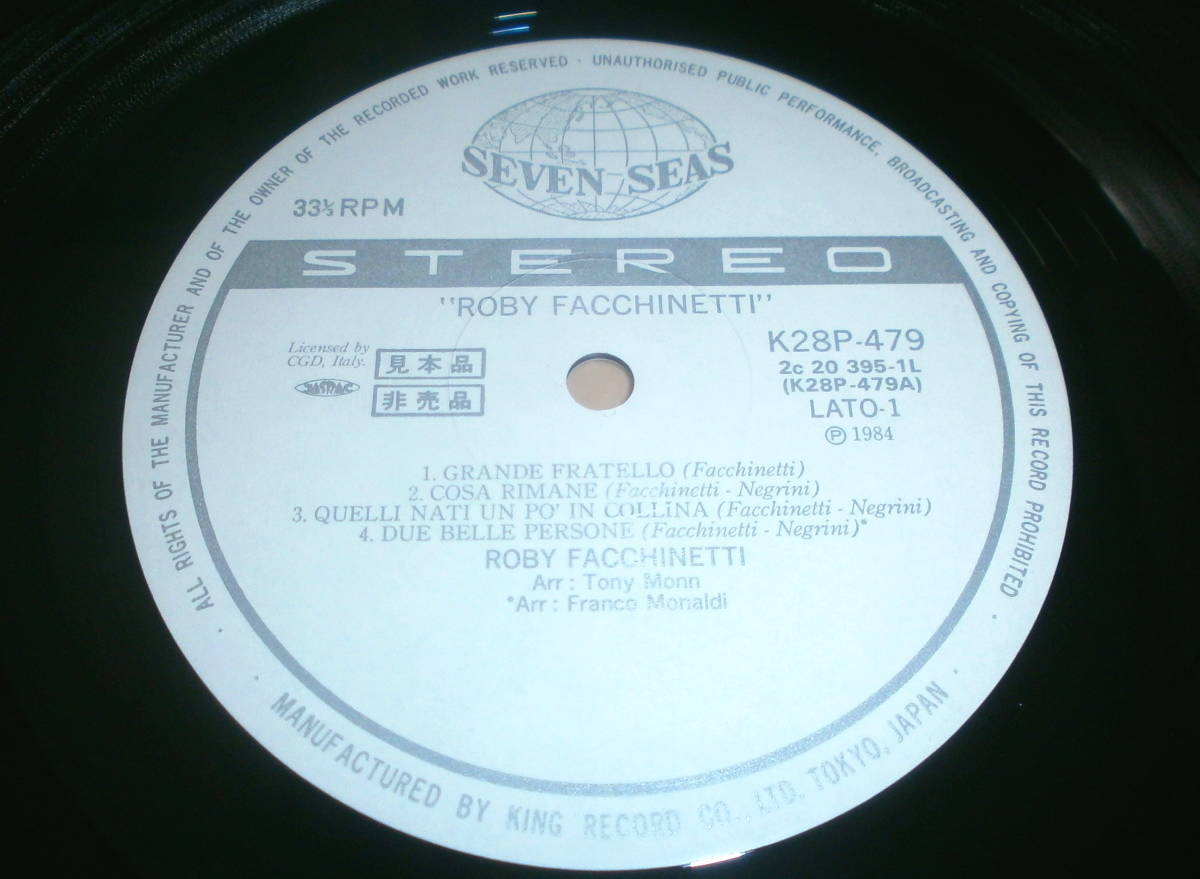 ALL RIGHTS OF THE MANUFACTURER AND OF THE OWNER OF THE RECORDED WORK RESERVED · UNAUTHORISED PUBLIC PERFORMANCE, BROADCASTING AND COPYING OF THIS RECORD PROHIBITED
SEVEN SEAS
33⅓ RPM
STEREO
"ROBY FACCHINETTI"
Licensed by
CGD, Italy.
JASRAC
見本品
非売品
K28P-479
2c 20 395-1L
(K28P-479A)
LATO-1
Ⓟ 1984
1. GRANDE FRATELLO (Facchinetti)
2. COSA RIMANE (Facchinetti - Negrini)
3. QUELLI NATI UN PO' IN COLLINA (Facchinetti - Negrini)
4. DUE BELLE PERSONE (Facchinetti - Negrini)*
ROBY FACCHINETTI
Arr : Tony Monn
*Arr : Franco Monaldi
MANUFACTURED BY KING RECORD CO., LTD. TOKYO, JAPAN